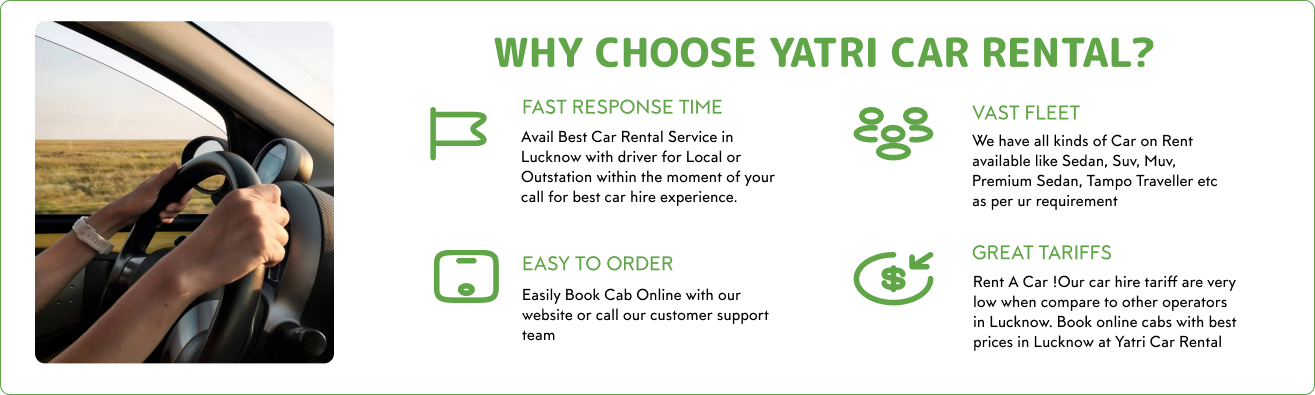 WHY CHOOSE YATRI CAR RENTAL?
FAST RESPONSE TIME
Avail Best Car Rental Service in
Lucknow with driver for Local or
Outstation within the moment of your
call for best car hire experience.
VAST FLEET
We have all kinds of Car on Rent
available like Sedan, Suv, Muv,
Premium Sedan, Tampo Traveller etc
as per ur requirement
EASY TO ORDER
Easily Book Cab Online with our
website or call our customer support
team
GREAT TARIFFS
$
Rent A Car !Our car hire tariff are very
low when compare to other operators
in Lucknow. Book online cabs with best
prices in Lucknow at Yatri Car Rental